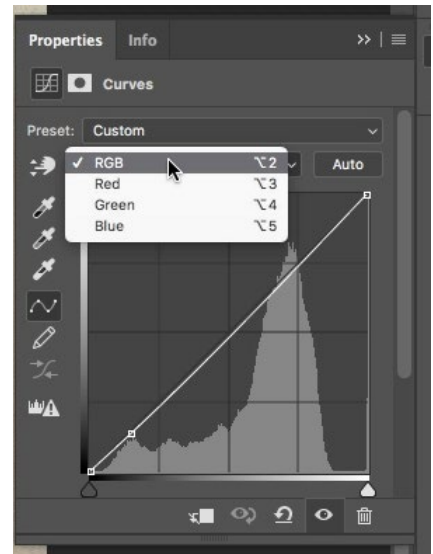 Properties Info
Curves
Preset: Custom
✓ RGB ⌥2
Auto
Red ⌥3
Green ⌥4
Blue ⌥5